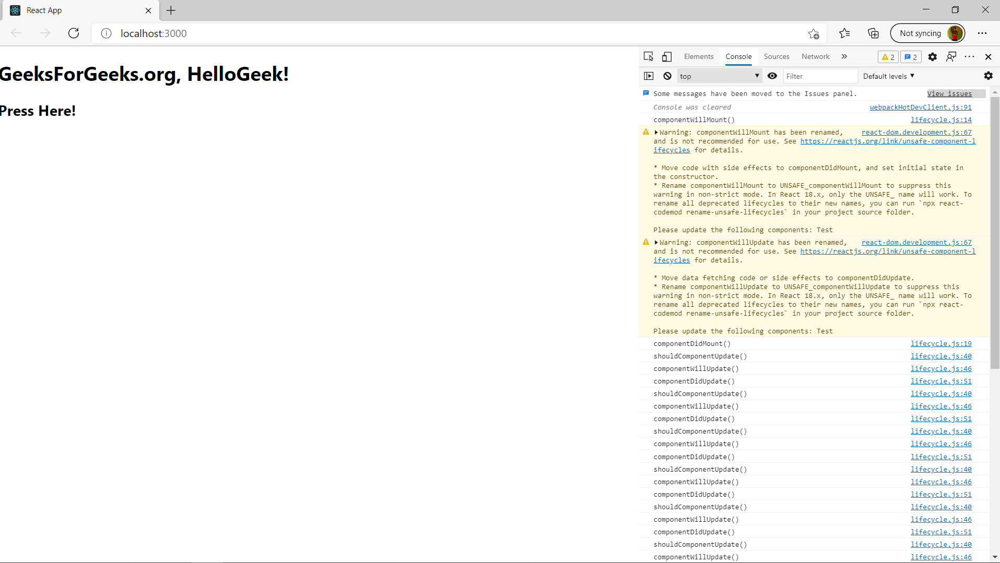 React App
localhost:3000
Not syncing
GeeksForGeeks.org, HelloGeek!
Press Here!
Elements Console Sources Network 2 2
top Filter Default levels
Some messages have been moved to the Issues panel. View issues
Console was cleared webpackHotDevClient.js:91
componentWillMount() lifecycle.js:14
Warning: componentWillMount has been renamed, react-dom.development.js:67
and is not recommended for use. See https://reactjs.org/link/unsafe-component-l
ifecycles for details.
* Move code with side effects to componentDidMount, and set initial state in
the constructor.
* Rename componentWillMount to UNSAFE_componentWillMount to suppress this
warning in non-strict mode. In React 18.x, only the UNSAFE_ name will work. To
rename all deprecated lifecycles to their new names, you can run `npx react-
codemod rename-unsafe-lifecycles` in your project source folder.
Please update the following components: Test
Warning: componentWillUpdate has been renamed, react-dom.development.js:67
and is not recommended for use. See https://reactjs.org/link/unsafe-component-l
ifecycles for details.
* Move data fetching code or side effects to componentDidUpdate.
* Rename componentWillUpdate to UNSAFE_componentWillUpdate to suppress this
warning in non-strict mode. In React 18.x, only the UNSAFE_ name will work. To
rename all deprecated lifecycles to their new names, you can run `npx react-
codemod rename-unsafe-lifecycles` in your project source folder.
Please update the following components: Test
componentDidMount() lifecycle.js:19
shouldComponentUpdate() lifecycle.js:40
componentWillUpdate() lifecycle.js:46
componentDidUpdate() lifecycle.js:51
shouldComponentUpdate() lifecycle.js:40
componentWillUpdate() lifecycle.js:46
componentDidUpdate() lifecycle.js:51
shouldComponentUpdate() lifecycle.js:40
componentWillUpdate() lifecycle.js:46
componentDidUpdate() lifecycle.js:51
shouldComponentUpdate() lifecycle.js:40
componentWillUpdate() lifecycle.js:46
componentDidUpdate() lifecycle.js:51
shouldComponentUpdate() lifecycle.js:40
componentWillUpdate() lifecycle.js:46
componentDidUpdate() lifecycle.js:51
shouldComponentUpdate() lifecycle.js:40
componentWillUpdate() lifecycle.js:46